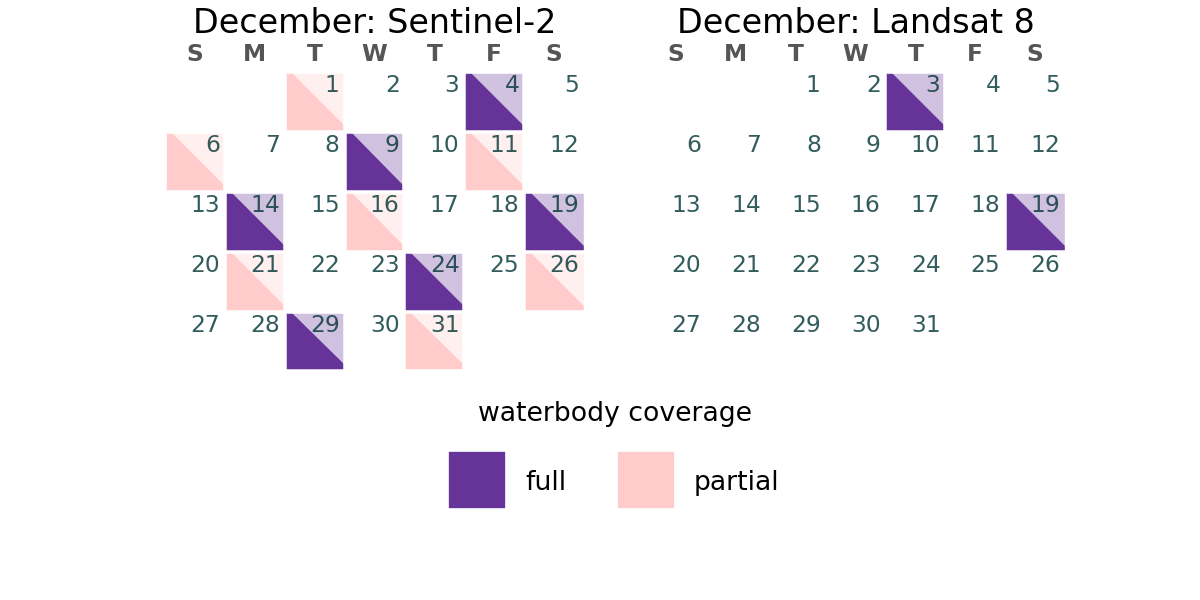 December: Sentinel-2
S M T W T F S
1 2 3 4 5
6 7 8 9 10 11 12
13 14 15 16 17 18 19
20 21 22 23 24 25 26
27 28 29 30 31
December: Landsat 8
S M T W T F S
1 2 3 4 5
6 7 8 9 10 11 12
13 14 15 16 17 18 19
20 21 22 23 24 25 26
27 28 29 30 31
waterbody coverage
full
partial